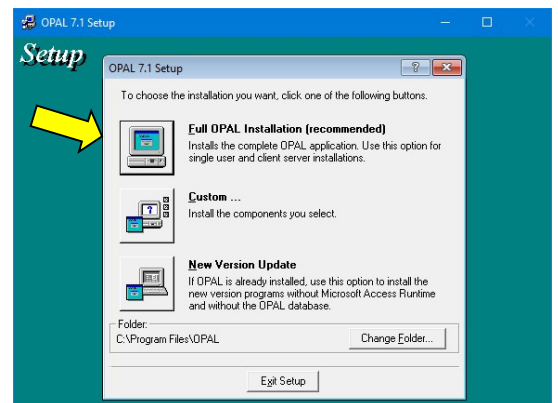 OPAL 7.1 Setup
Setup
OPAL 7.1 Setup
To choose the installation you want, click one of the following buttons.
Full OPAL Installation (recommended)
Installs the complete OPAL application. Use this option for
single user and client server installations.
Custom ...
Install the components you select.
New Version Update
If OPAL is already installed, use this option to install the
new version programs without Microsoft Access Runtime
and without the OPAL database.
Folder:
C:\Program Files\OPAL
Change Folder...
Exit Setup